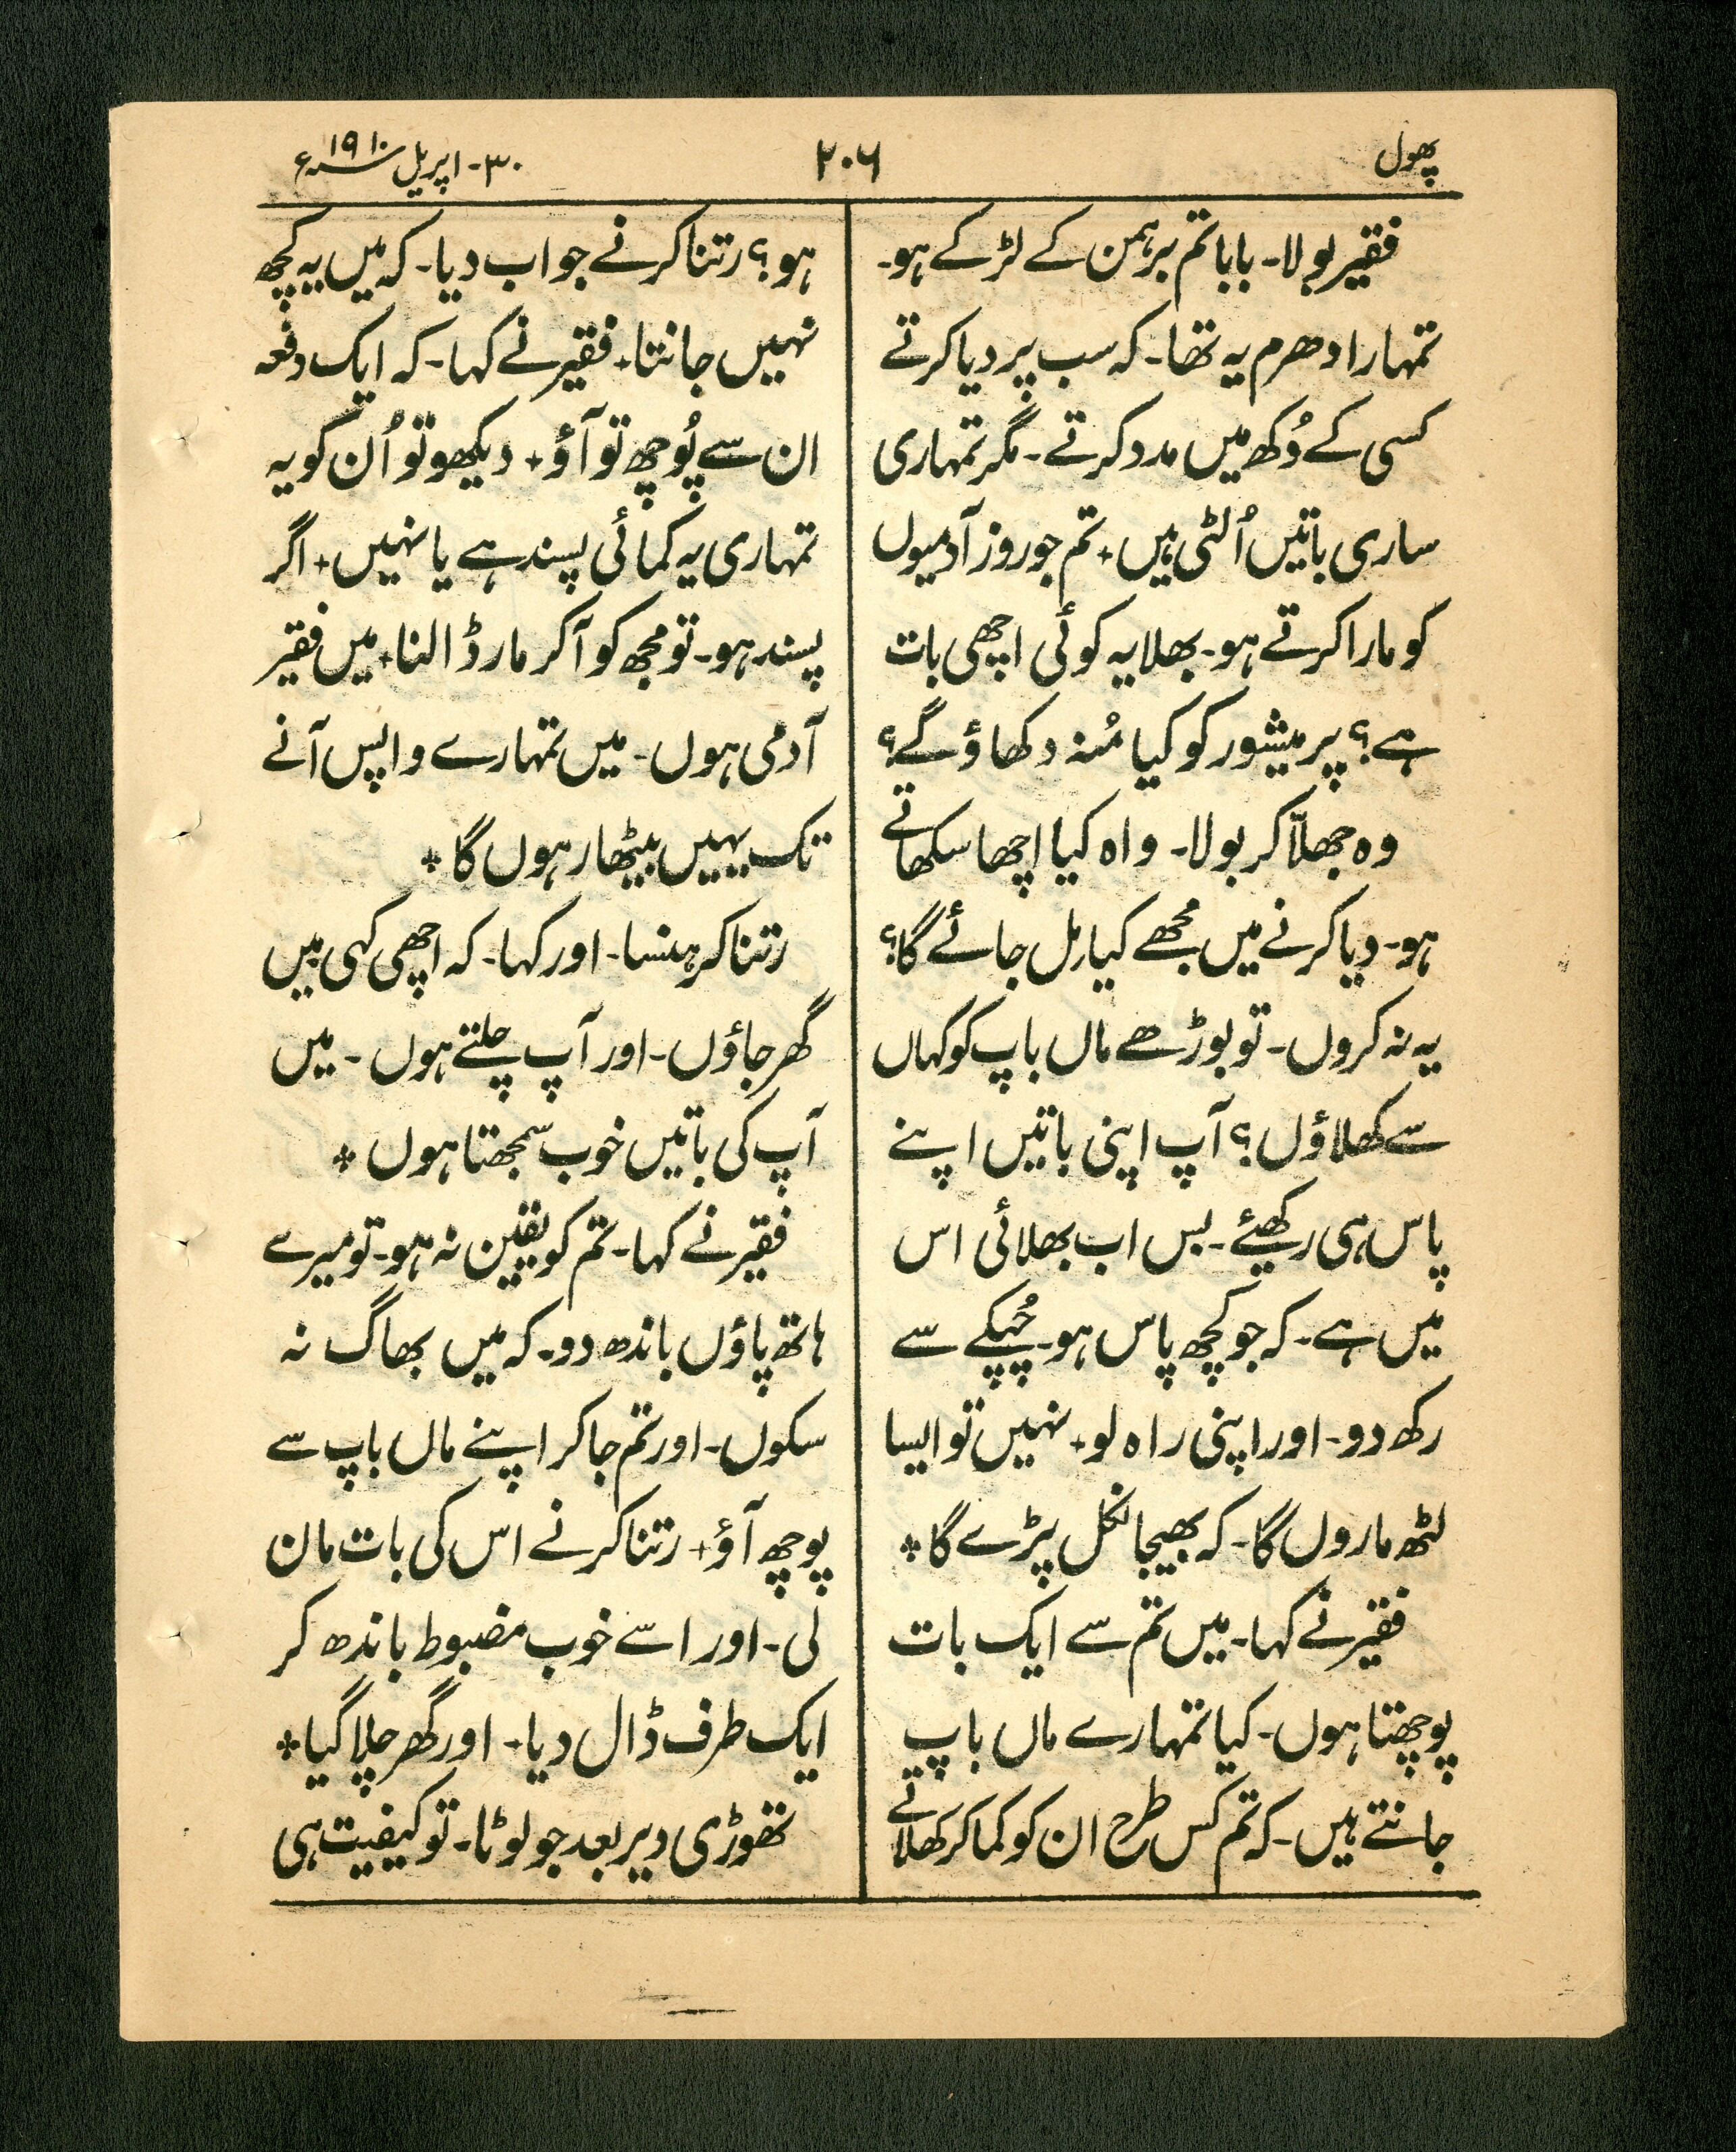 پھول
۲۰۶
۳۰-اپریل ۱۹۱۰ء
فقیر بولا۔ بابا تم برہمن کے لڑکے ہو۔
تمہارا دھرم یہ تھا۔ کہ سب پر دیا کرتے
کسی کے دُکھ میں مدد کرتے۔ مگر تمہاری
ساری باتیں اُلٹی ہیں+ تم جو روز آدمیوں
کو مارا کرتے ہو۔ بھلا یہ کوئی اچھی بات
ہے؟ پرمیشور کو کیا مُنہ دکھاؤ گے؟
وہ جھلّا کر بولا۔ واہ کیا اچھا سکھاتے
ہو۔ دیا کرنے میں مجھے کیا مِل جائے گا؟
یہ نہ کروں۔ تو بوڑھے ماں باپ کو کہاں
سے کھلاؤں؟ آپ اپنی باتیں اپنے
پاس ہی رکھیئے۔ بس اب بھلائی اس
میں ہے۔ کہ جو کچھ پاس ہو۔ چُپکے سے
رکھ دو۔ اور اپنی راہ لو+ نہیں تو ایسا
لٹھ ماروں گا۔ کہ بھیجا نکل پڑے گا؞
فقیر نے کہا۔ میں تم سے ایک بات
پوچھتا ہوں۔ کیا تمہارے ماں باپ
جانتے ہیں۔ کہ تم کس طرح ان کو کما کر کھلاتے
ہو؟ رتناکر نے جواب دیا۔ کہ میں یہ کچھ
نہیں جانتا+ فقیر نے کہا۔ کہ ایک دفعہ
ان سے پُوچھ تو آؤ+ دیکھو تو اُن کو یہ
تمہاری یہ کمائی پسند ہے یا نہیں+ اگر
پسند ہو۔ تو مجھ کو آکر مار ڈالنا+ میں فقیر
آدمی ہوں۔ میں تمہارے واپس آنے
تک یہیں بیٹھا رہوں گا؞
رتناکر ہنسا۔ اور کہا۔ کہ اچھی کہی میں
گھر جاؤں۔ اور آپ چلتے ہوں۔ میں
آپ کی باتیں خوب سمجھتا ہوں؞
فقیر نے کہا۔ تم کو یقین نہ ہو۔ تو میرے
ہاتھ پاؤں باندھ دو۔ کہ میں بھاگ نہ
سکوں۔ اور تم جا کر اپنے ماں باپ سے
پوچھ آؤ+ رتناکر نے اس کی بات مان
لی۔ اور اسے خوب مضبوط باندھ کر
ایک طرف ڈال دیا۔ اور گھر چلا گیا؞
تھوڑی دیر بعد جو لوٹا۔ تو کیفیت ہی